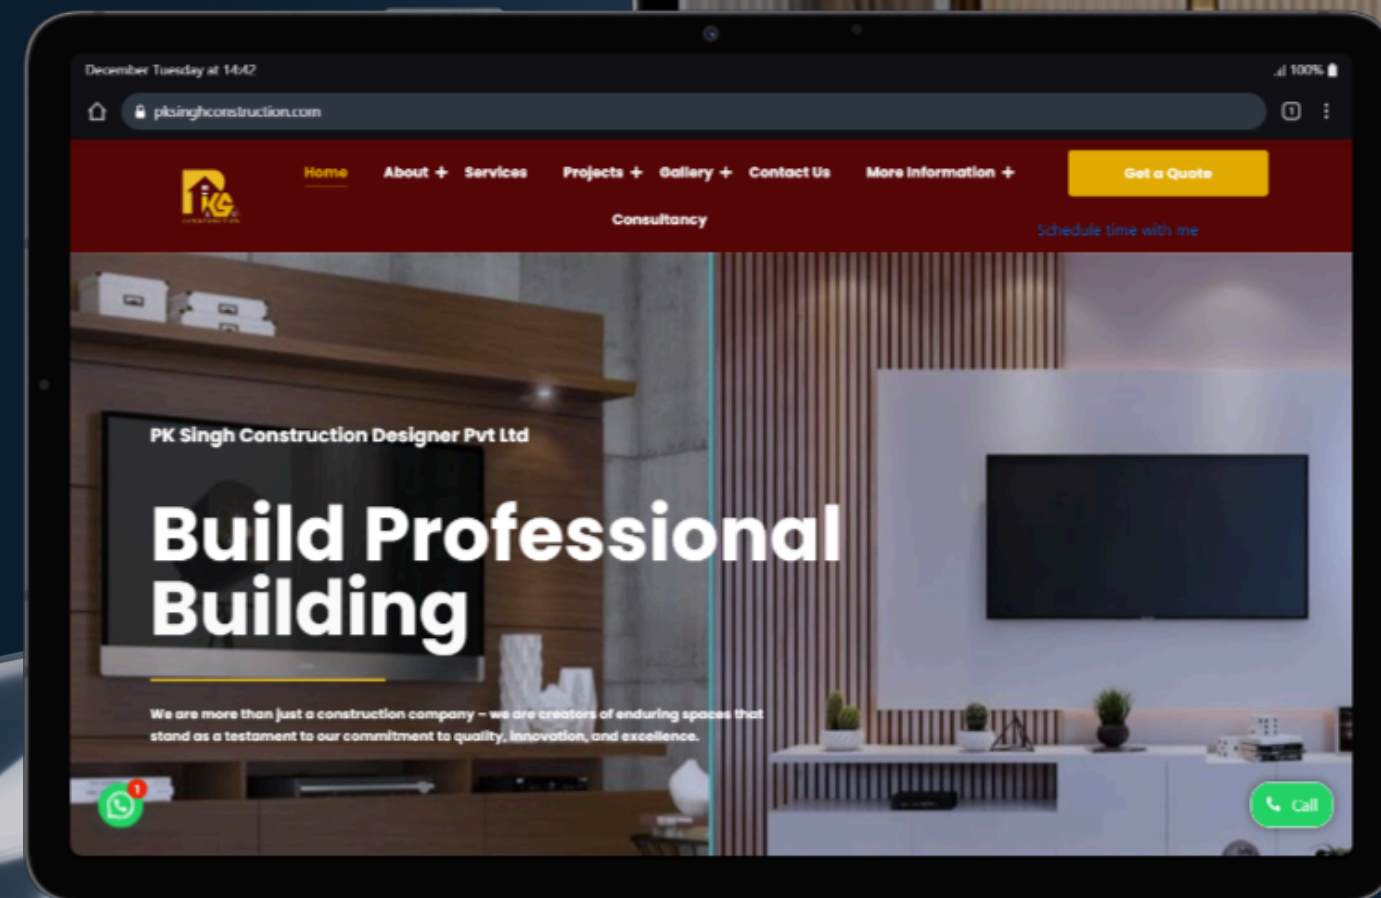 December Tuesday at 14:42
100%
pksinghconstruction.com
1
Home About + Services Projects + Gallery + Contact Us More Information + Get a Quote
Consultancy
Schedule time with me
PKS
PK Singh Construction Designer Pvt Ltd
Build Professional
Building
We are more than just a construction company – we are creators of enduring spaces that
stand as a testament to our commitment to quality, innovation, and excellence.
1
Call